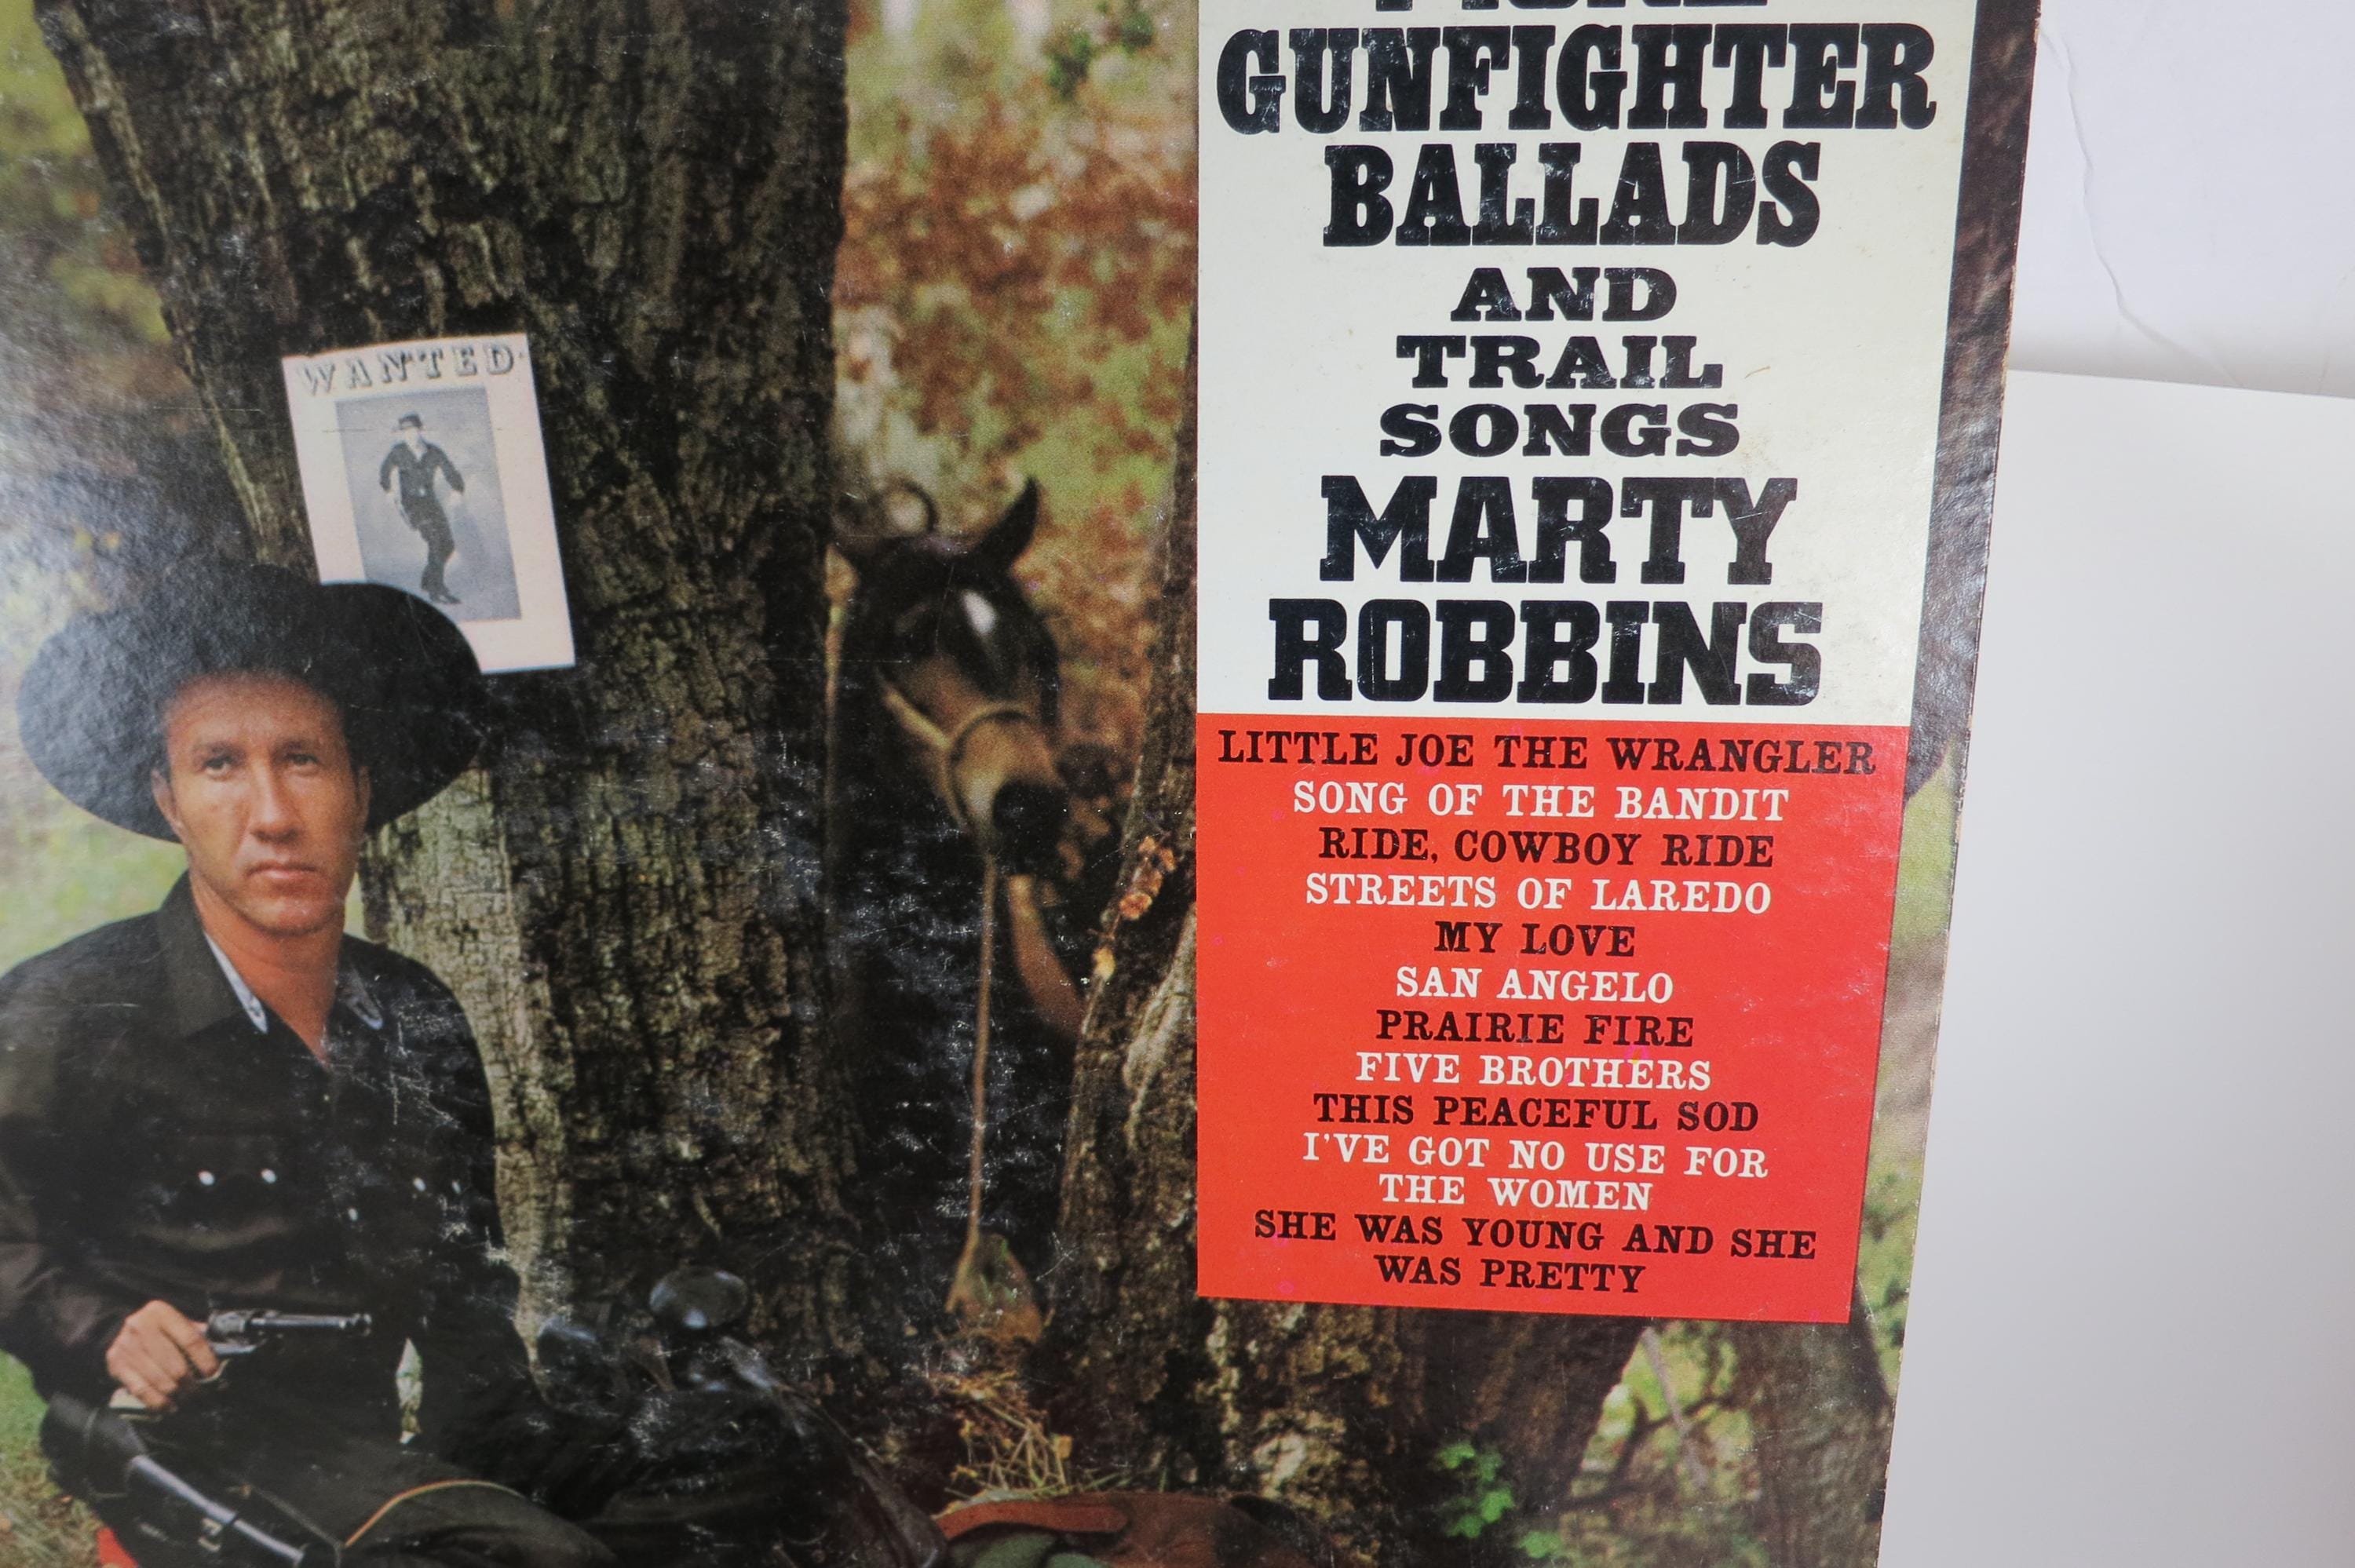 MORE
GUNFIGHTER
BALLADS
AND
TRAIL
SONGS
MARTY
ROBBINS
LITTLE JOE THE WRANGLER
SONG OF THE BANDIT
RIDE, COWBOY RIDE
STREETS OF LAREDO
MY LOVE
SAN ANGELO
PRAIRIE FIRE
FIVE BROTHERS
THIS PEACEFUL SOD
I'VE GOT NO USE FOR
THE WOMEN
SHE WAS YOUNG AND SHE
WAS PRETTY
WANTED